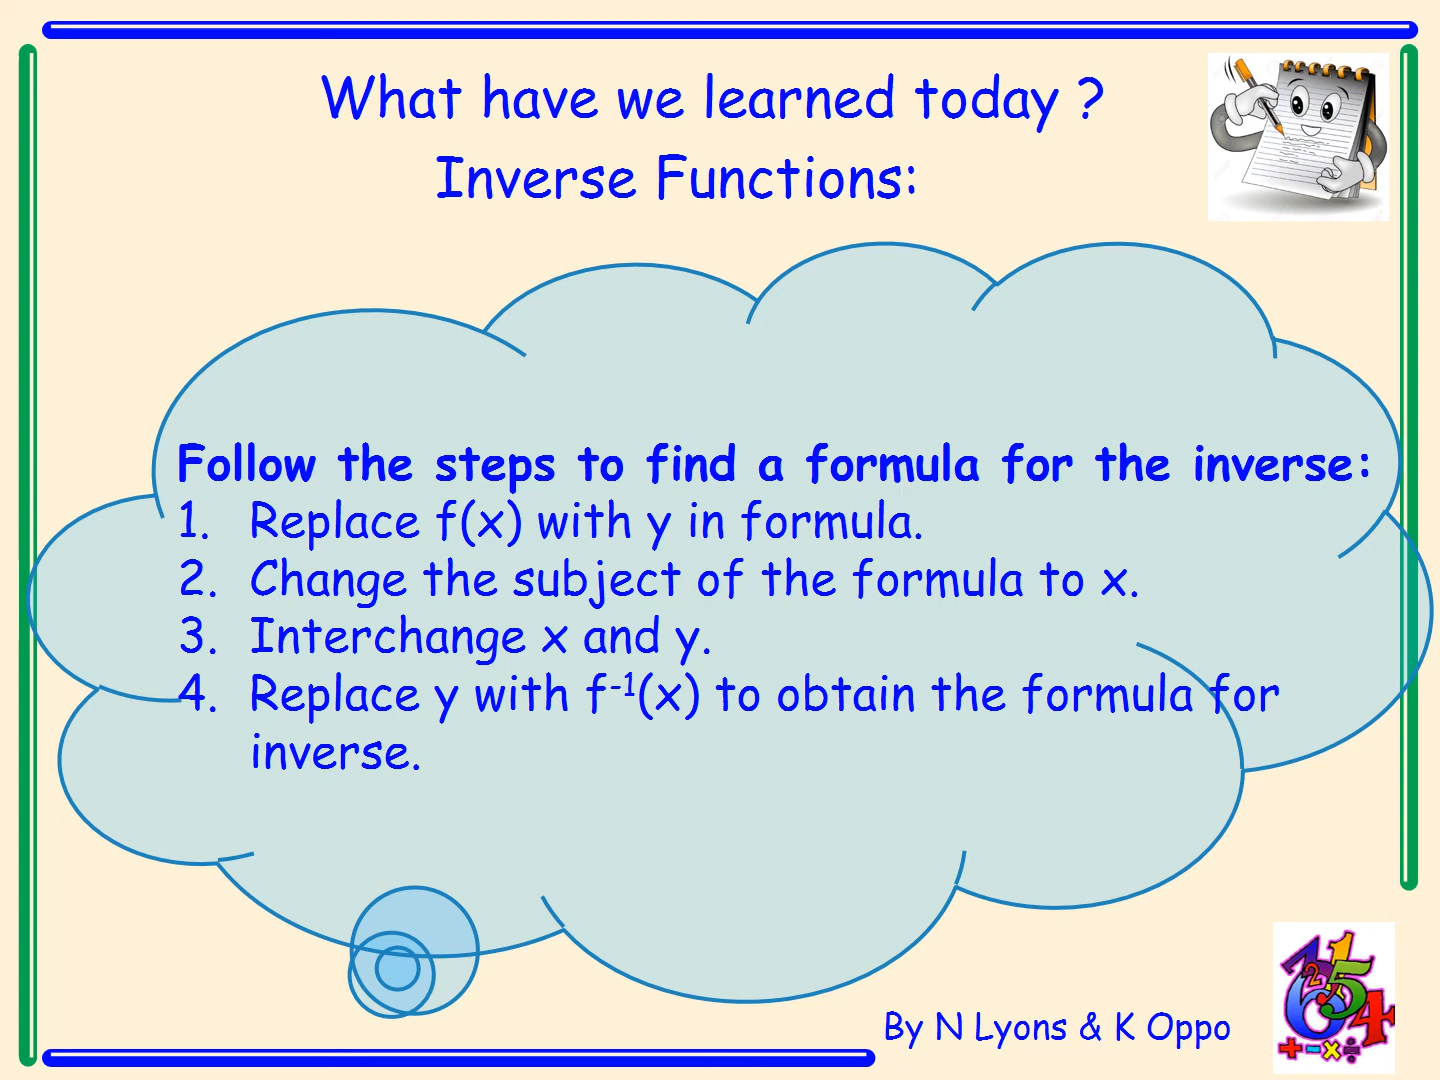 What have we learned today ?
Inverse Functions:
Follow the steps to find a formula for the inverse:
1. Replace f(x) with y in formula.
2. Change the subject of the formula to x.
3. Interchange x and y.
4. Replace y with f⁻¹(x) to obtain the formula for
inverse.
By N Lyons & K Oppo